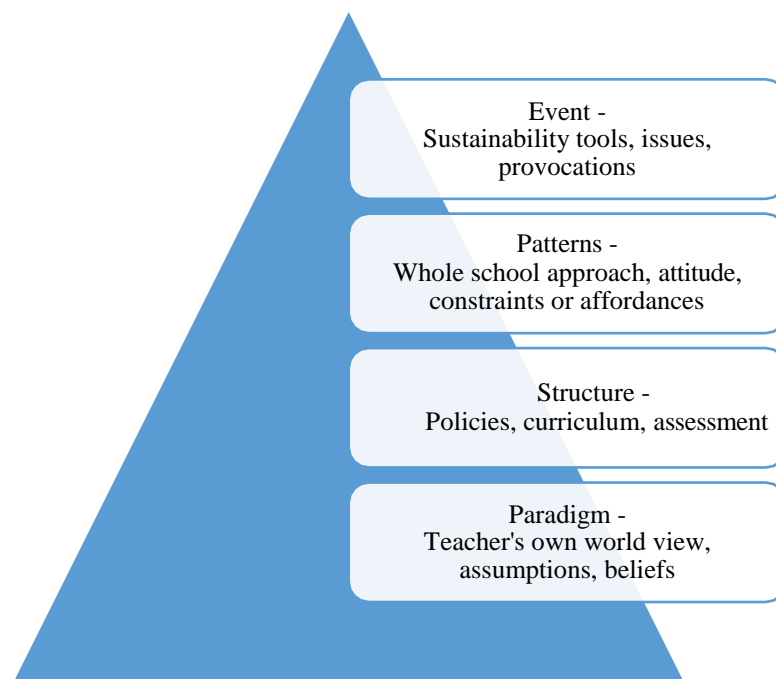 Event -
Sustainability tools, issues,
provocations
Patterns -
Whole school approach, attitude,
constraints or affordances
Structure -
Policies, curriculum, assessment
Paradigm -
Teacher's own world view,
assumptions, beliefs